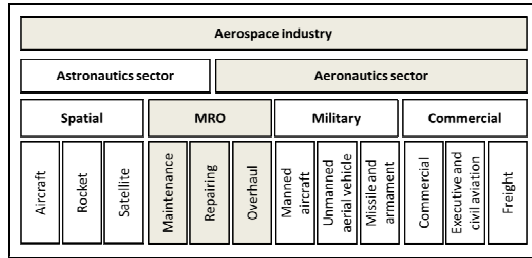 Aerospace industry
Astronautics sector
Aeronautics sector
Spatial
MRO
Military
Commercial
Aircraft
Rocket
Satellite
Maintenance
Repairing
Overhaul
Manned
aircraft
Unmanned
aerial vehicle
Missile and
armament
Commercial
Executive and
civil aviation
Freight